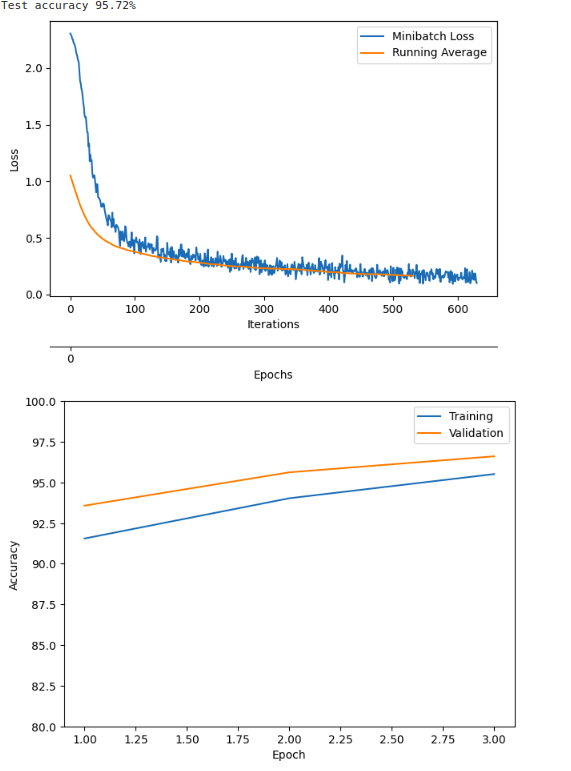 Test accuracy 95.72%
Minibatch Loss
Running Average
2.0
1.5
1.0
0.5
0.0
Loss
0 100 200 300 400 500 600
Iterations
0
Epochs
100.0
97.5
95.0
92.5
90.0
87.5
85.0
82.5
80.0
Training
Validation
Accuracy
1.00 1.25 1.50 1.75 2.00 2.25 2.50 2.75 3.00
Epoch